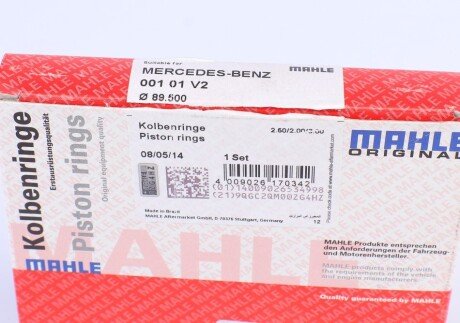 Suitable for
MERCEDES-BENZ
001 01 V2
Ø 89.500
MAHLE
Kolbenringe
Piston rings
2.50/2.00/3.00
08/05/14
1 Set
4 009026 170342
(01)14009026534998
(21)9QGC2QM00ZG4HZ
Made in Brazil
MAHLE Aftermarket GmbH, D 70376 Stuttgart, Germany
12
Kolbenringe
Erstausrüstungsqualität
Piston rings
Original equipment quality
MAHLE
MAHLE
ORIGINAL
MAHLE
MAHLE Produkte entsprechen
den Anforderungen der Fahrzeug-
und Motorenhersteller.
MAHLE products comply with
the requirements of the vehicle
and engine manufacturers.
Quality guaranteed by MAHLE